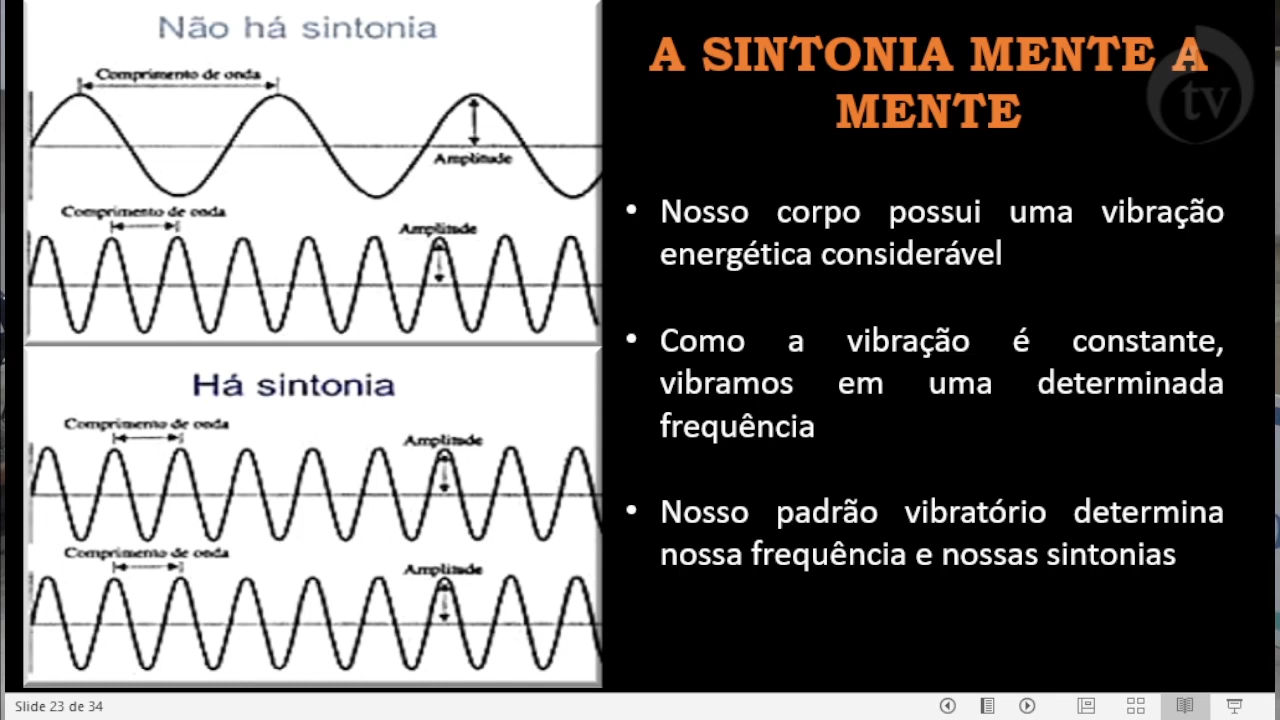 Não há sintonia
Comprimento de onda
Amplitude
Comprimento de onda
Amplitude
Há sintonia
Comprimento de onda
Amplitude
Comprimento de onda
Amplitude
A SINTONIA MENTE A
MENTE
tv
• Nosso corpo possui uma vibração
energética considerável
• Como a vibração é constante,
vibramos em uma determinada
frequência
• Nosso padrão vibratório determina
nossa frequência e nossas sintonias
Slide 23 de 34